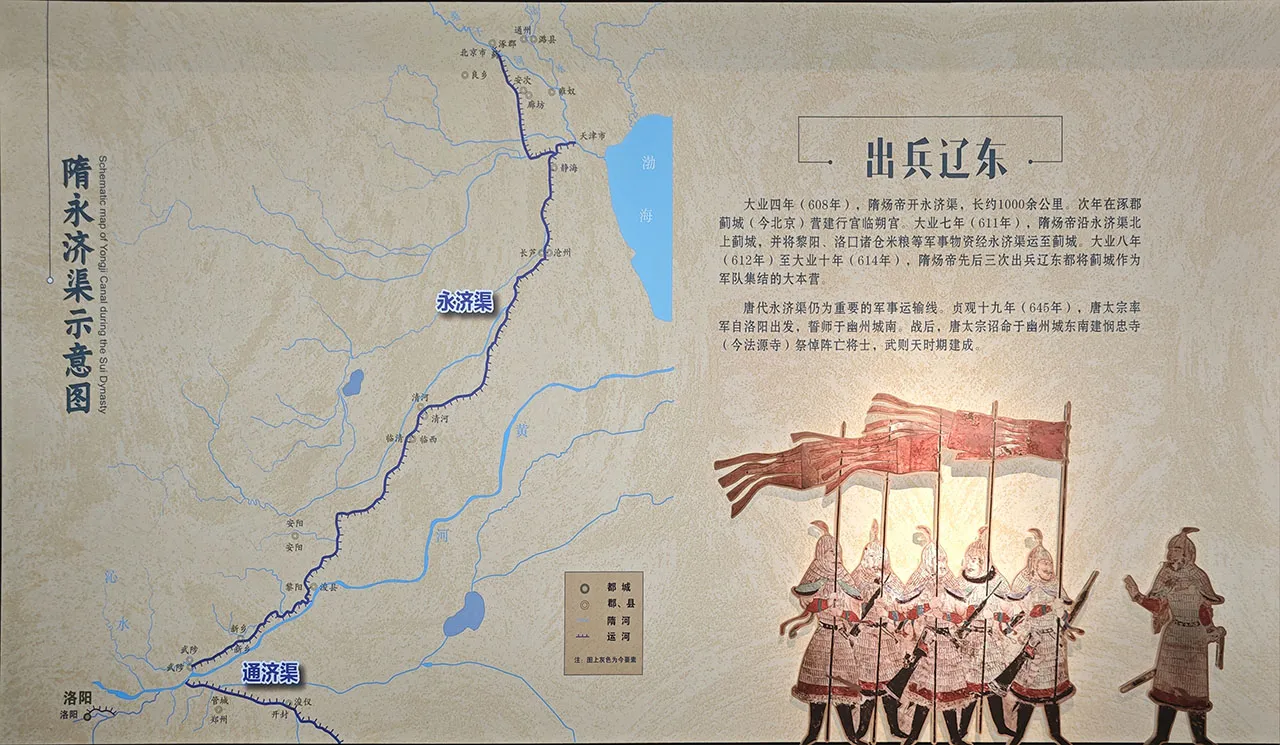 隋永济渠示意图
Schematic map of Yongji Canal during the Sui Dynasty
通州
涿郡
潞县
北京市
蓟
良乡
安次
雍奴
廊坊
天津市
静海
渤海
长芦
沧州
永济渠
清河
清河
临清
临西
黄河
安阳
安阳
黎阳
浚县
沁水
新乡
新乡
武陟
武陟
通济渠
洛阳
洛阳
管城
郑州
浚仪
开封
都城
郡、县
隋河
运河
注：图上灰色为今要素
出兵辽东
大业四年（608年），隋炀帝开永济渠，长约1000余公里。次年在涿郡
蓟城（今北京）营建行宫临朔宫。大业七年（611年），隋炀帝沿永济渠北
上蓟城，并将黎阳、洛口诸仓米粮等军事物资经永济渠运至蓟城。大业八年
（612年）至大业十年（614年），隋炀帝先后三次出兵辽东都将蓟城作为
军队集结的大本营。
唐代永济渠仍为重要的军事运输线。贞观十九年（645年），唐太宗率
军自洛阳出发，誓师于幽州城南。战后，唐太宗诏命于幽州城东南建悯忠寺
（今法源寺）祭悼阵亡将士，武则天时期建成。